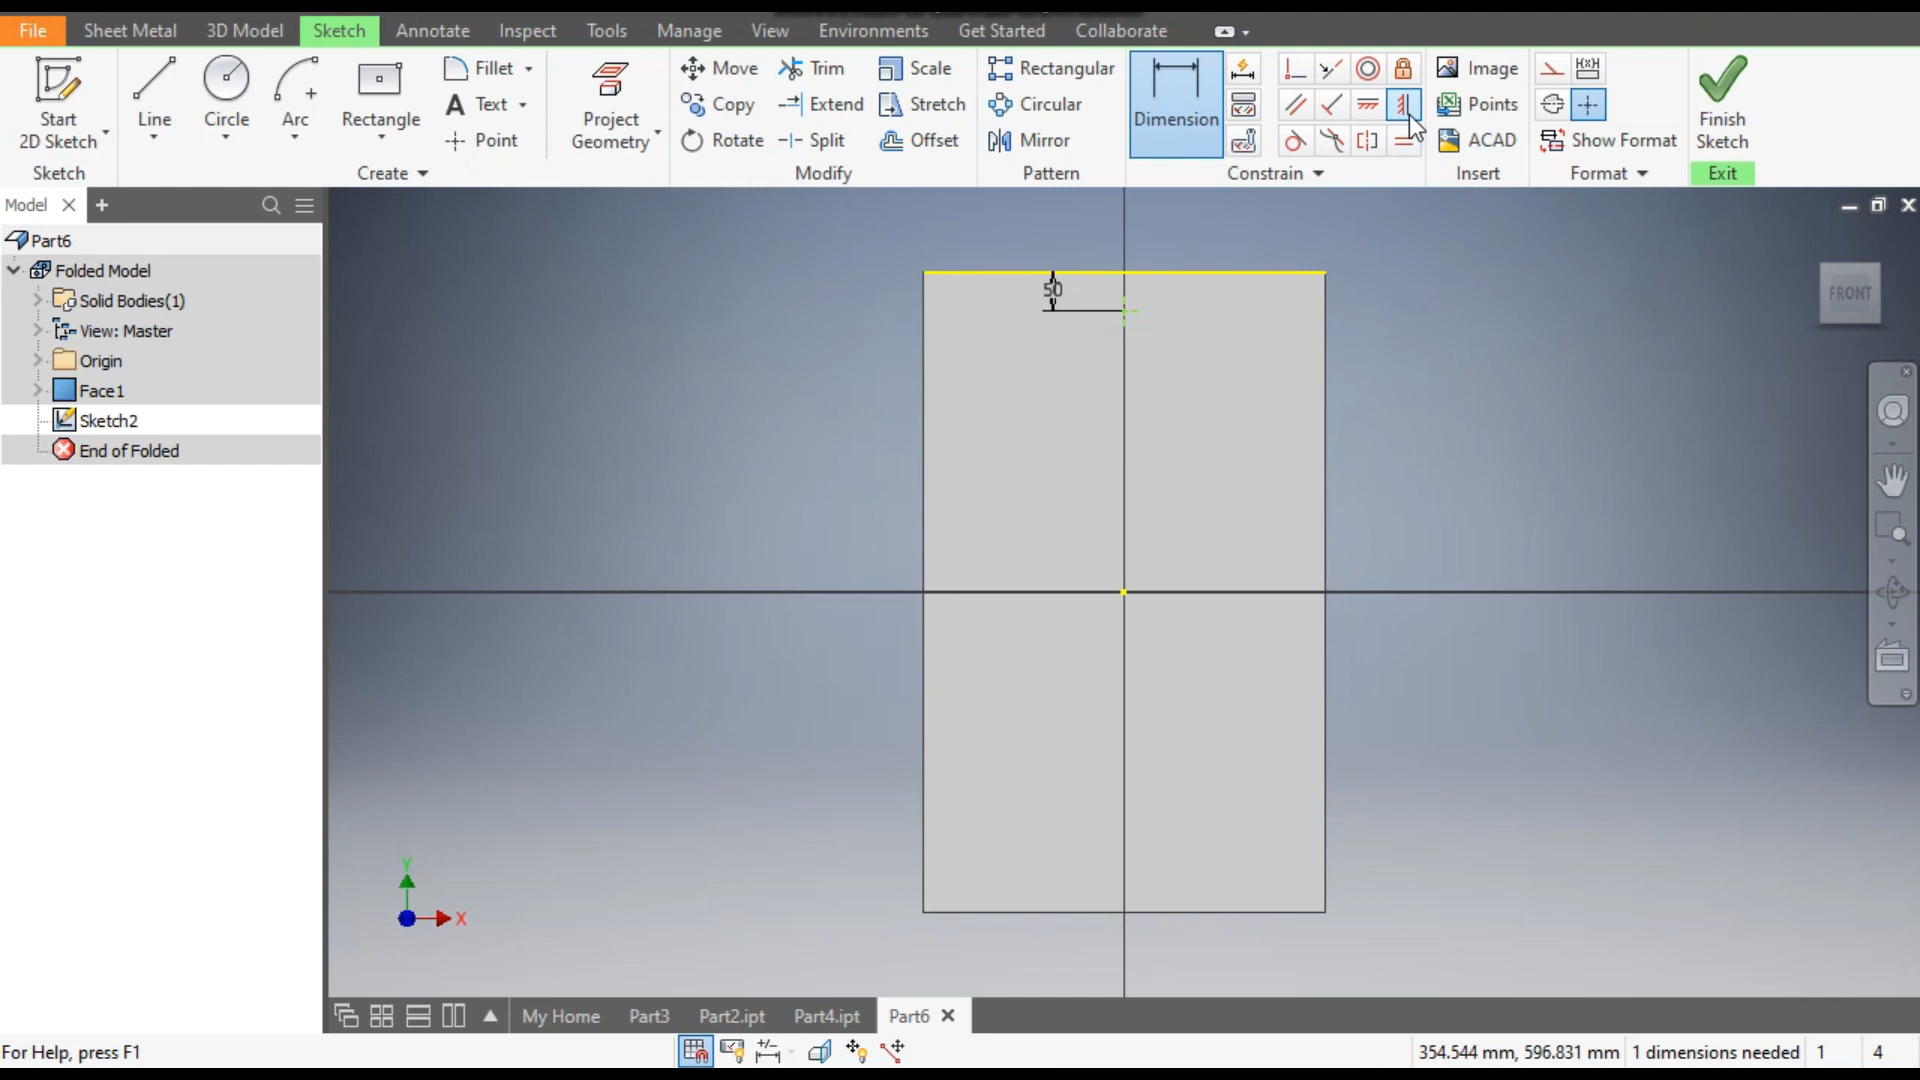 File Sheet Metal 3D Model Sketch Annotate Inspect Tools Manage View Environments Get Started Collaborate
Start
2D Sketch
Line
Circle
Arc
Rectangle
Fillet
Text
Point
Project
Geometry
Move
Copy
Rotate
Trim
Extend
Split
Scale
Stretch
Offset
Rectangular
Circular
Mirror
Dimension
Image
Points
ACAD
Show Format
Finish
Sketch
Sketch Create Modify Pattern Constrain Insert Format Exit
Model
Part6
Folded Model
Solid Bodies(1)
View: Master
Origin
Face1
Sketch2
End of Folded
50
FRONT
Y
X
My Home Part3 Part2.ipt Part4.ipt Part6
For Help, press F1
354.544 mm, 596.831 mm 1 dimensions needed 1 4